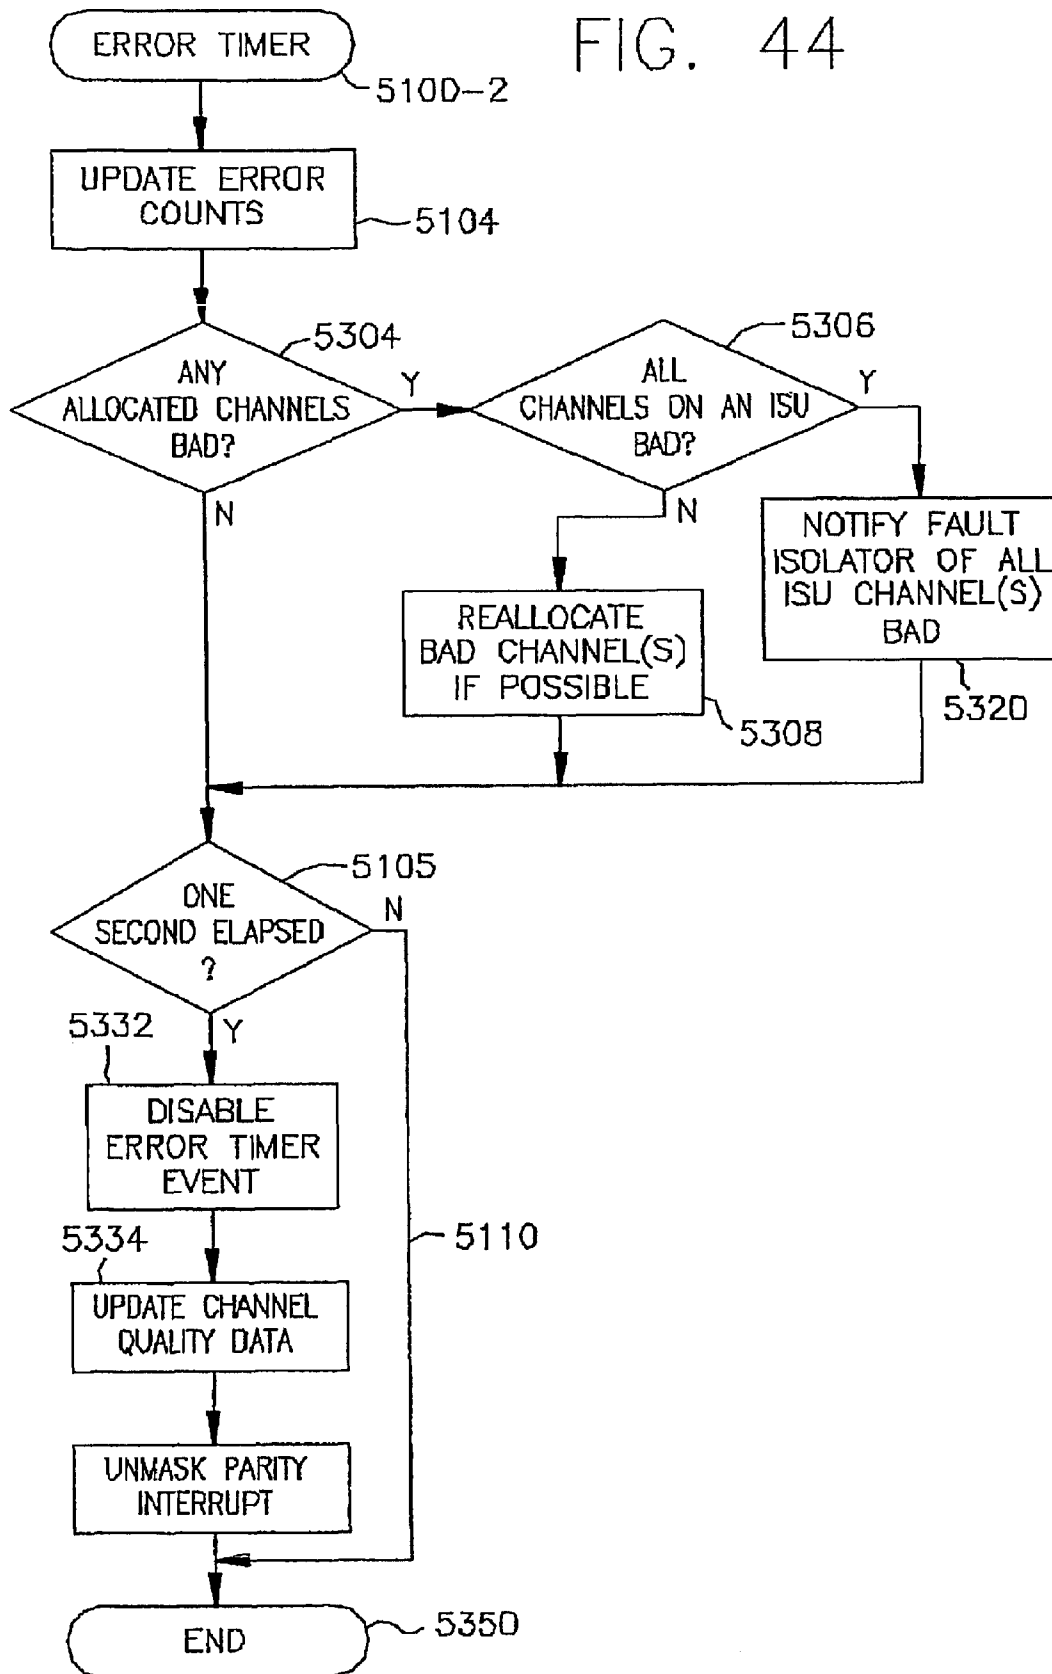 FIG. 44
ERROR TIMER
5100-2
UPDATE ERROR
COUNTS
5104
5304
ANY
ALLOCATED CHANNELS
BAD?
Y
N
5306
ALL
CHANNELS ON AN ISU
BAD?
Y
N
NOTIFY FAULT
ISOLATOR OF ALL
ISU CHANNEL(S)
BAD
5320
REALLOCATE
BAD CHANNEL(S)
IF POSSIBLE
5308
5105
ONE
SECOND ELAPSED
?
N
Y
5332
DISABLE
ERROR TIMER
EVENT
5110
5334
UPDATE CHANNEL
QUALITY DATA
UNMASK PARITY
INTERRUPT
END
5350